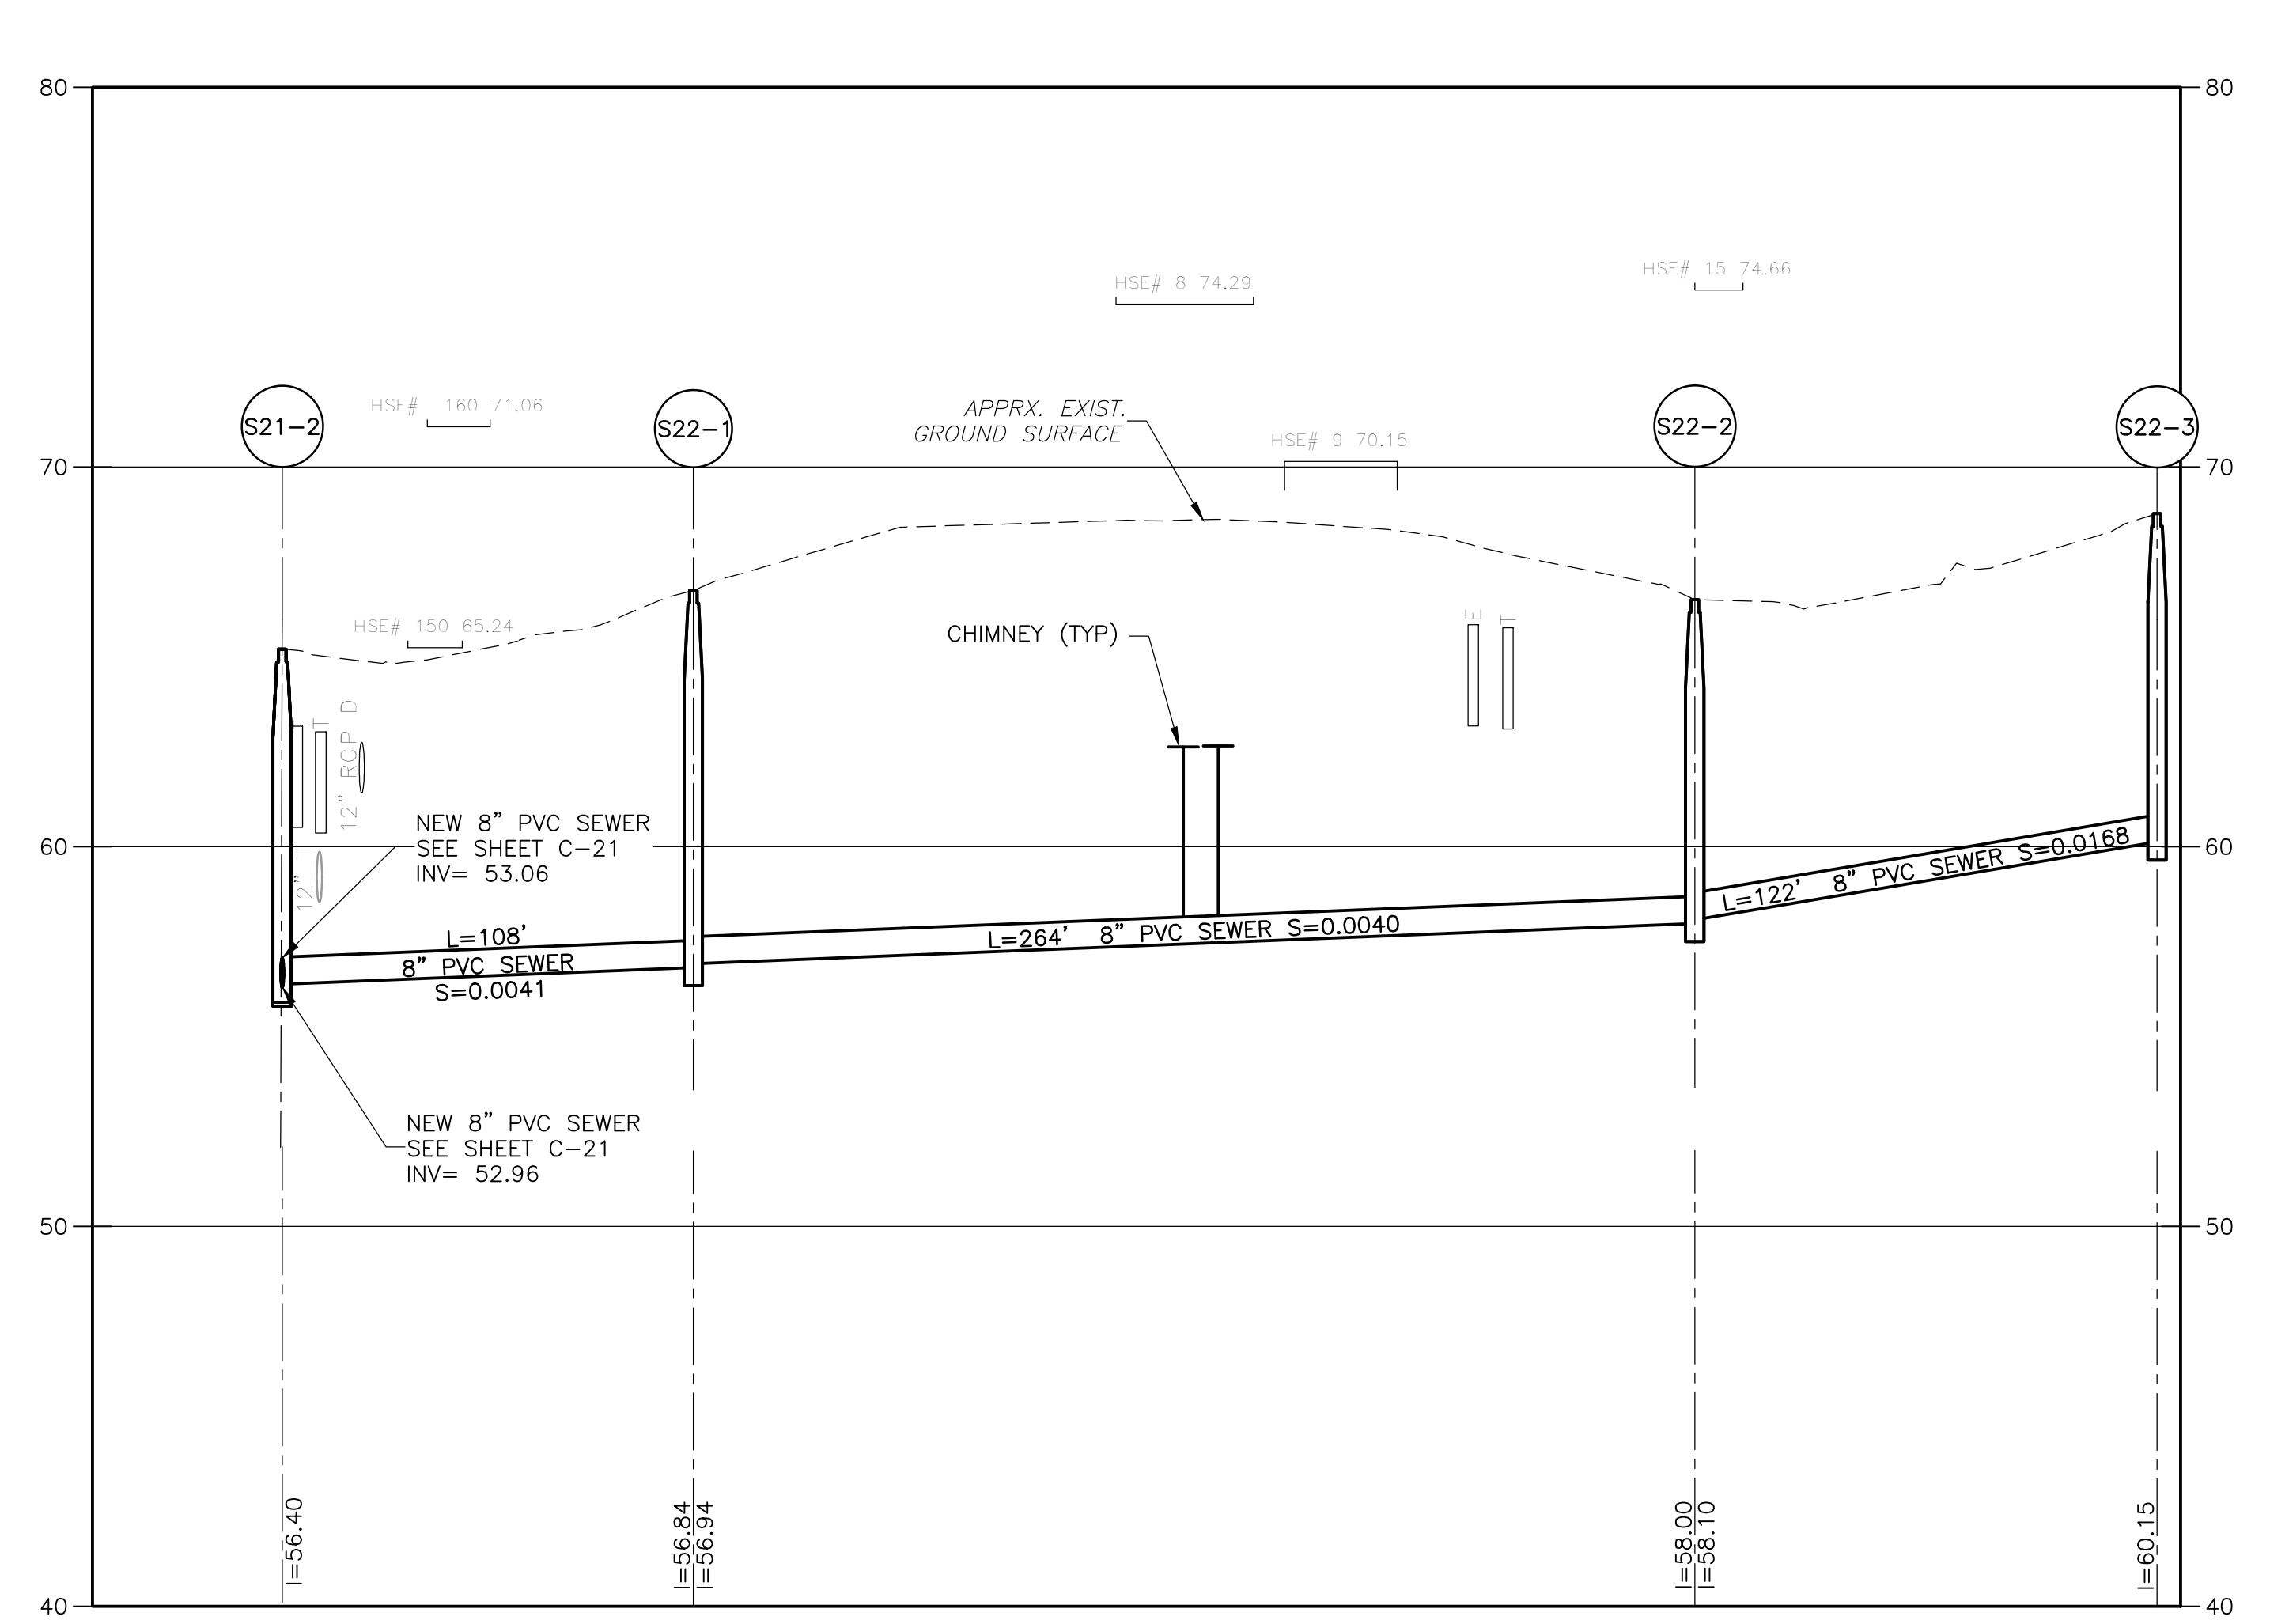 80
80
HSE# 15 74.66
HSE# 8 74.29
HSE# 160 71.06
APPRX. EXIST.
GROUND SURFACE
S21-2
S22-1
S22-2
S22-3
HSE# 9 70.15
70
70
HSE# 150 65.24
CHIMNEY (TYP)
E
T
T
T
12" RCP D
12" T
NEW 8" PVC SEWER
SEE SHEET C-21
INV= 53.06
60
60
L=108'
8" PVC SEWER
S=0.0041
L=264' 8" PVC SEWER S=0.0040
L=122' 8" PVC SEWER S=0.0168
NEW 8" PVC SEWER
SEE SHEET C-21
INV= 52.96
50
50
I=56.40
I=56.84
I=56.94
I=58.00
I=58.10
I=60.15
40
40